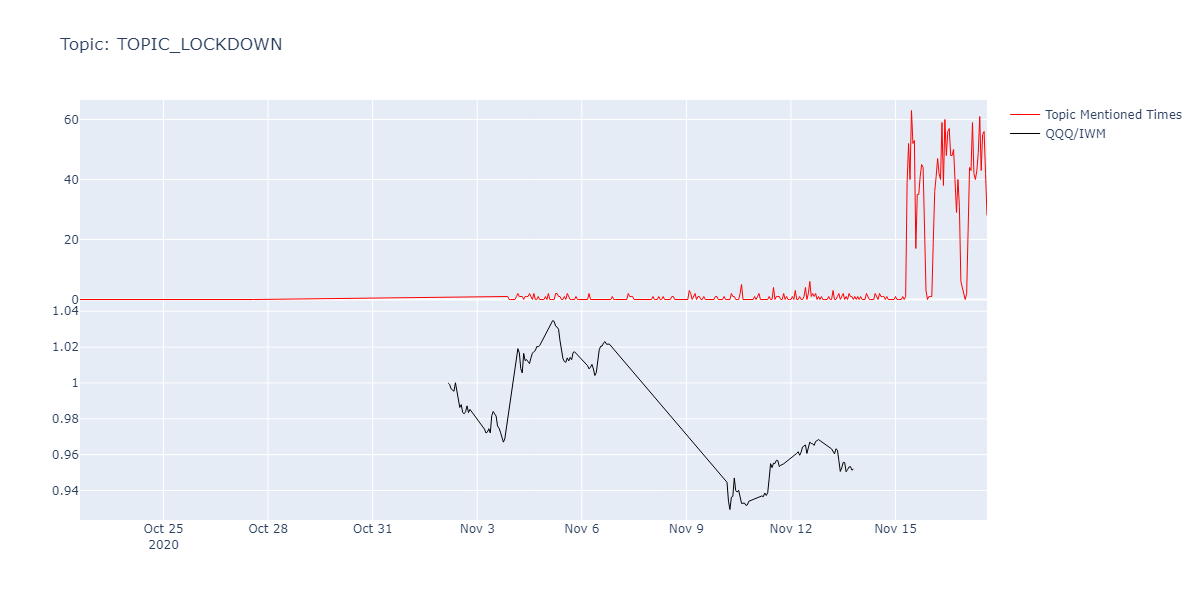 Topic: TOPIC_LOCKDOWN
Topic Mentioned Times
QQQ/IWM
60
40
20
0
1.04
1.02
1
0.98
0.96
0.94
Oct 25 Oct 28 Oct 31 Nov 3 Nov 6 Nov 9 Nov 12 Nov 15
2020